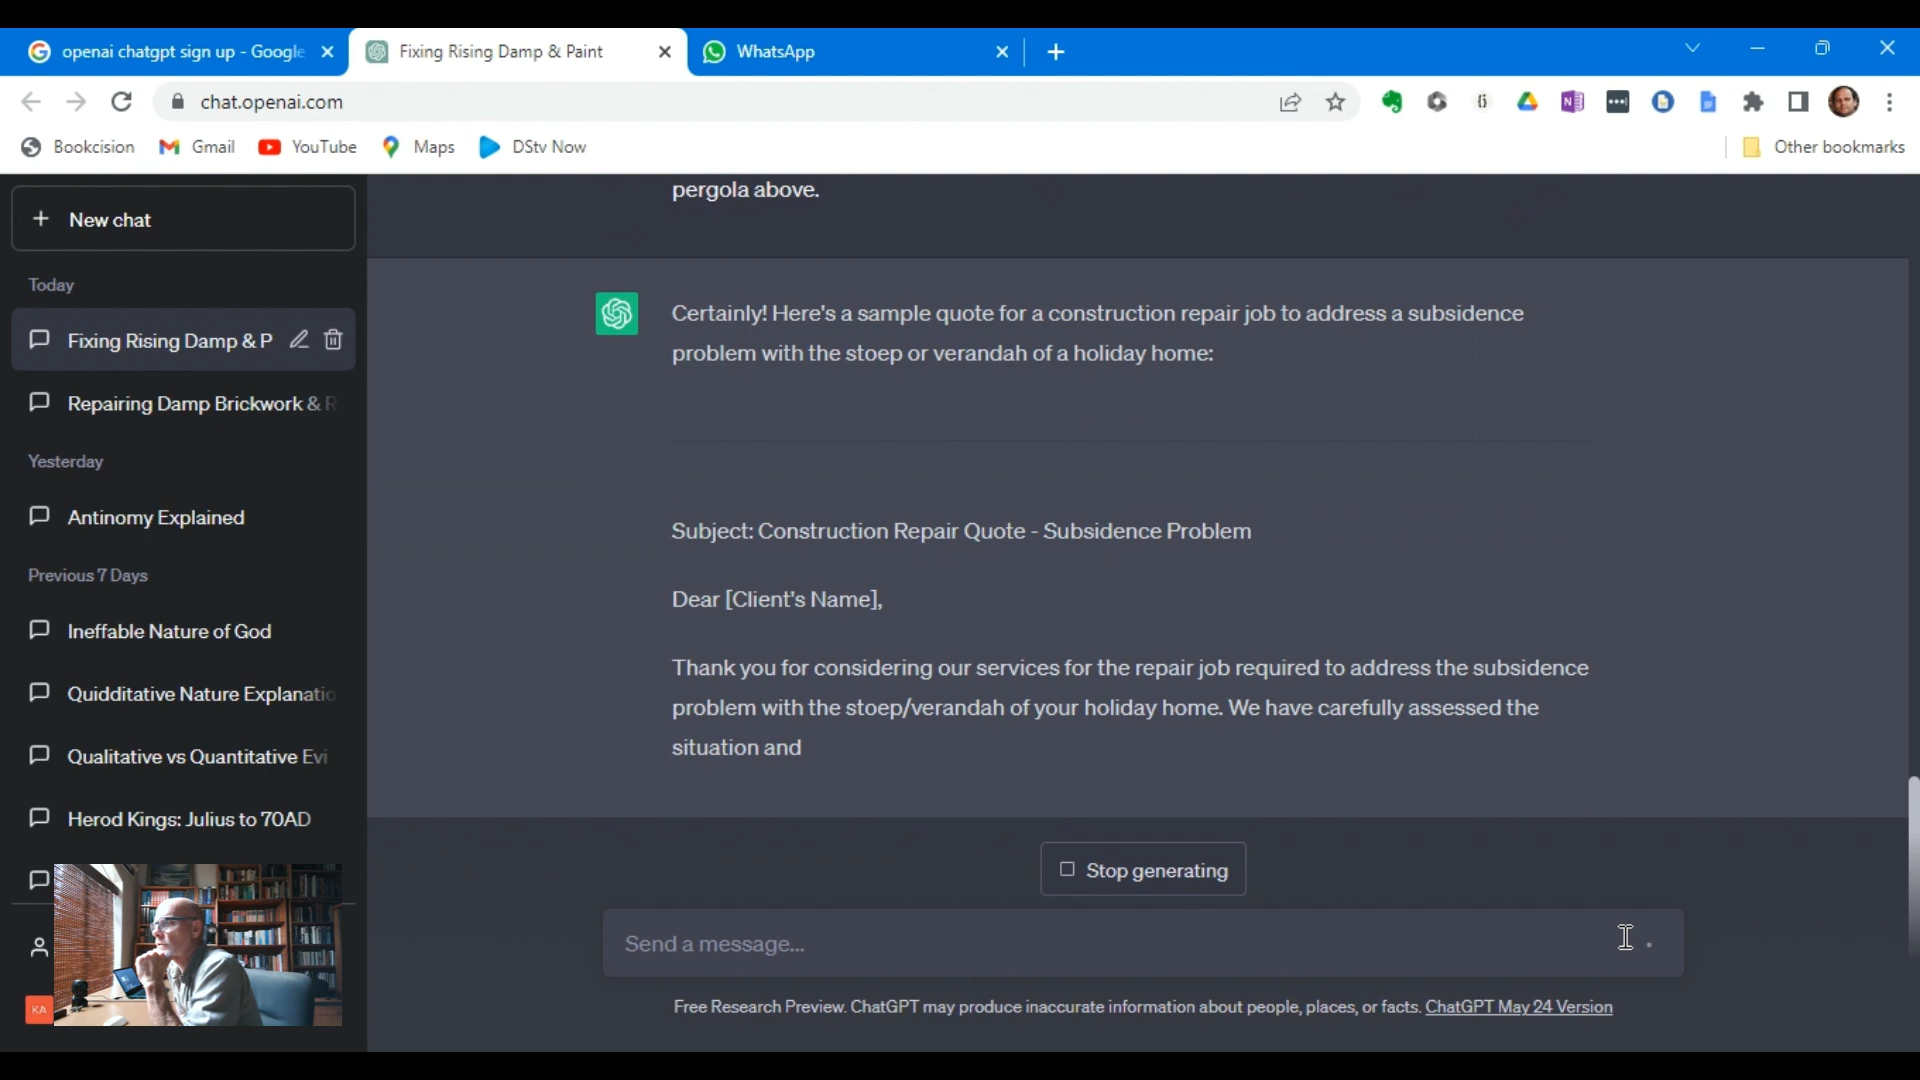 openai chatgpt sign up - Google
Fixing Rising Damp & Paint
WhatsApp
chat.openai.com
Bookcision
Gmail
YouTube
Maps
DStv Now
Other bookmarks
New chat
Today
Fixing Rising Damp & P
Repairing Damp Brickwork & R
Yesterday
Antinomy Explained
Previous 7 Days
Ineffable Nature of God
Quidditative Nature Explanatio
Qualitative vs Quantitative Evi
Herod Kings: Julius to 70AD
KA
pergola above.
Certainly! Here's a sample quote for a construction repair job to address a subsidence
problem with the stoep or verandah of a holiday home:
Subject: Construction Repair Quote - Subsidence Problem
Dear [Client's Name],
Thank you for considering our services for the repair job required to address the subsidence
problem with the stoep/verandah of your holiday home. We have carefully assessed the
situation and
Stop generating
Send a message...
Free Research Preview. ChatGPT may produce inaccurate information about people, places, or facts. ChatGPT May 24 Version